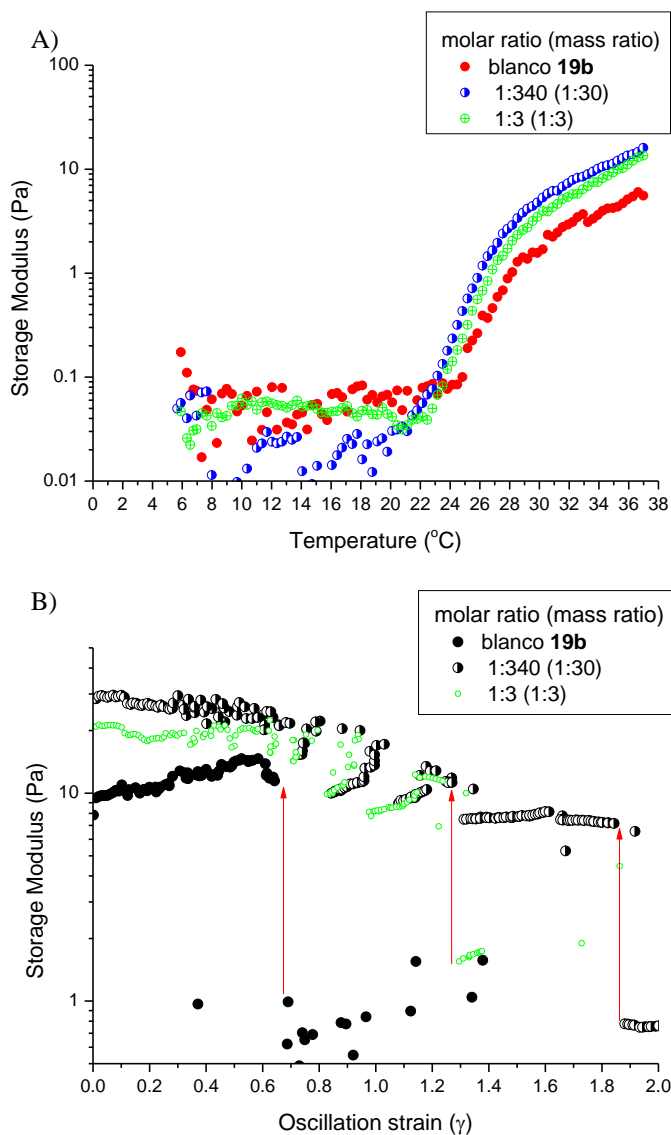 A)
molar ratio (mass ratio)
blanco 19b
1:340 (1:30)
1:3 (1:3)
100
10
1
0.1
0.01
Storage Modulus (Pa)
0 2 4 6 8 10 12 14 16 18 20 22 24 26 28 30 32 34 36 38
Temperature (°C)
B)
molar ratio (mass ratio)
blanco 19b
1:340 (1:30)
1:3 (1:3)
10
1
Storage Modulus (Pa)
0.0 0.2 0.4 0.6 0.8 1.0 1.2 1.4 1.6 1.8 2.0
Oscillation strain (γ)